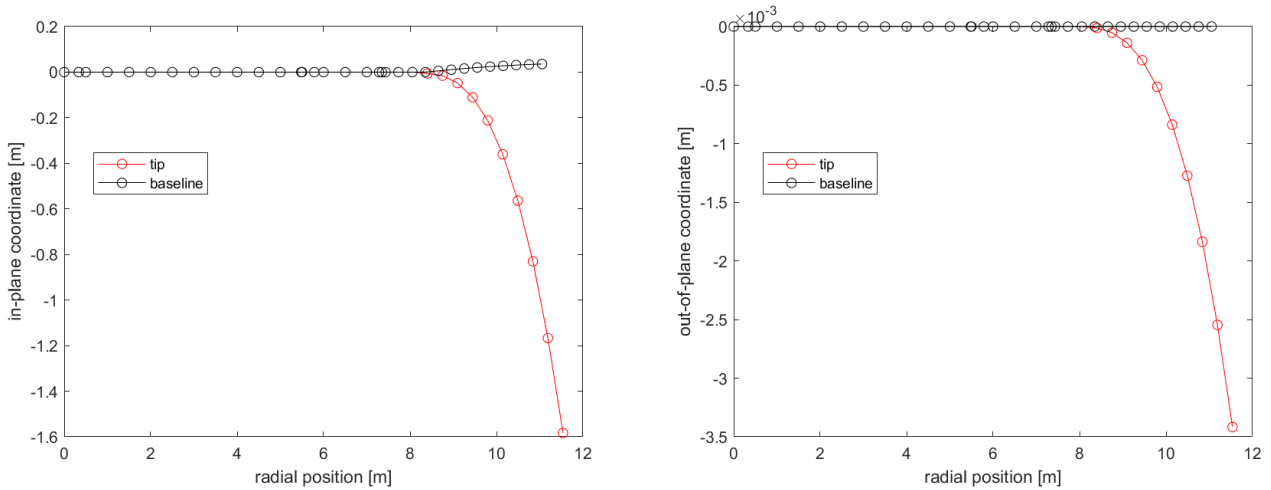 0.2
0
-0.2
-0.4
-0.6
-0.8
-1
-1.2
-1.4
-1.6
0 2 4 6 8 10 12
in-plane coordinate [m]
radial position [m]
tip
baseline
×10⁻³
0
-0.5
-1
-1.5
-2
-2.5
-3
-3.5
0 2 4 6 8 10 12
out-of-plane coordinate [m]
radial position [m]
tip
baseline